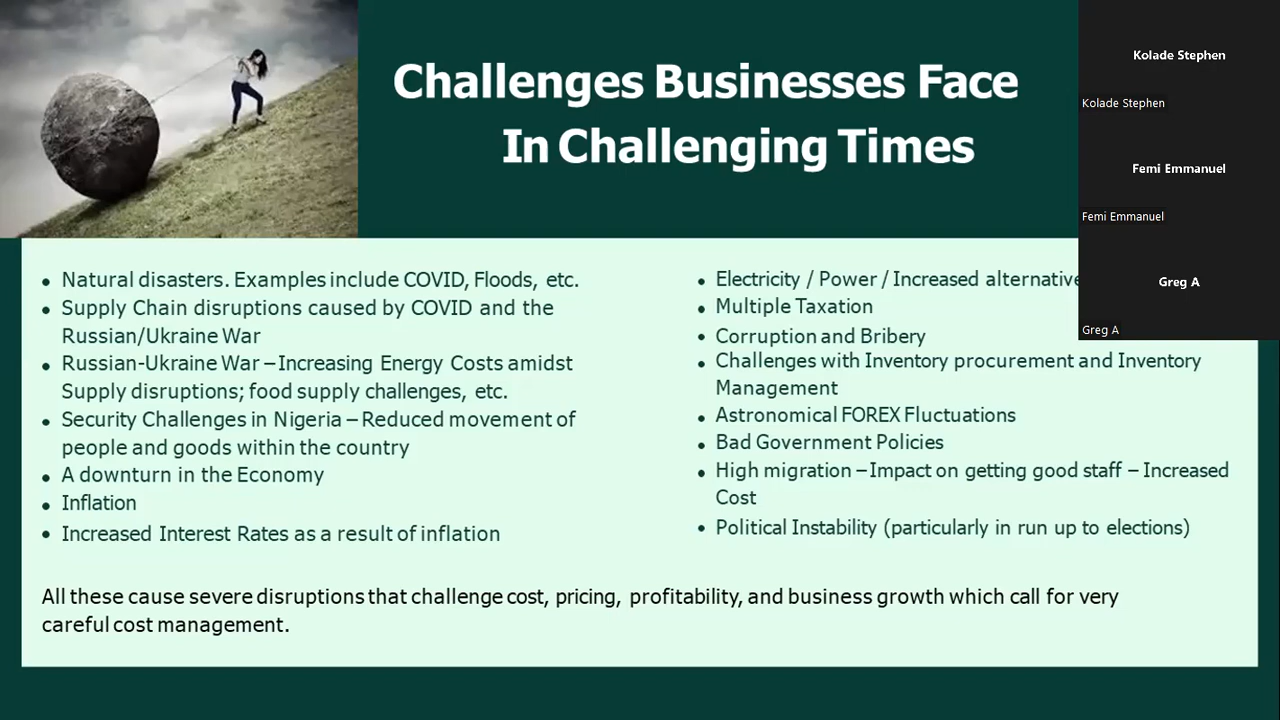 Challenges Businesses Face
In Challenging Times
• Natural disasters. Examples include COVID, Floods, etc.
• Supply Chain disruptions caused by COVID and the
Russian/Ukraine War
• Russian-Ukraine War – Increasing Energy Costs amidst
Supply disruptions; food supply challenges, etc.
• Security Challenges in Nigeria – Reduced movement of
people and goods within the country
• A downturn in the Economy
• Inflation
• Increased Interest Rates as a result of inflation
• Electricity / Power / Increased alternative
• Multiple Taxation
• Corruption and Bribery
• Challenges with Inventory procurement and Inventory
Management
• Astronomical FOREX Fluctuations
• Bad Government Policies
• High migration – Impact on getting good staff – Increased
Cost
• Political Instability (particularly in run up to elections)
All these cause severe disruptions that challenge cost, pricing, profitability, and business growth which call for very
careful cost management.
Kolade Stephen
Kolade Stephen
Femi Emmanuel
Femi Emmanuel
Greg A
Greg A